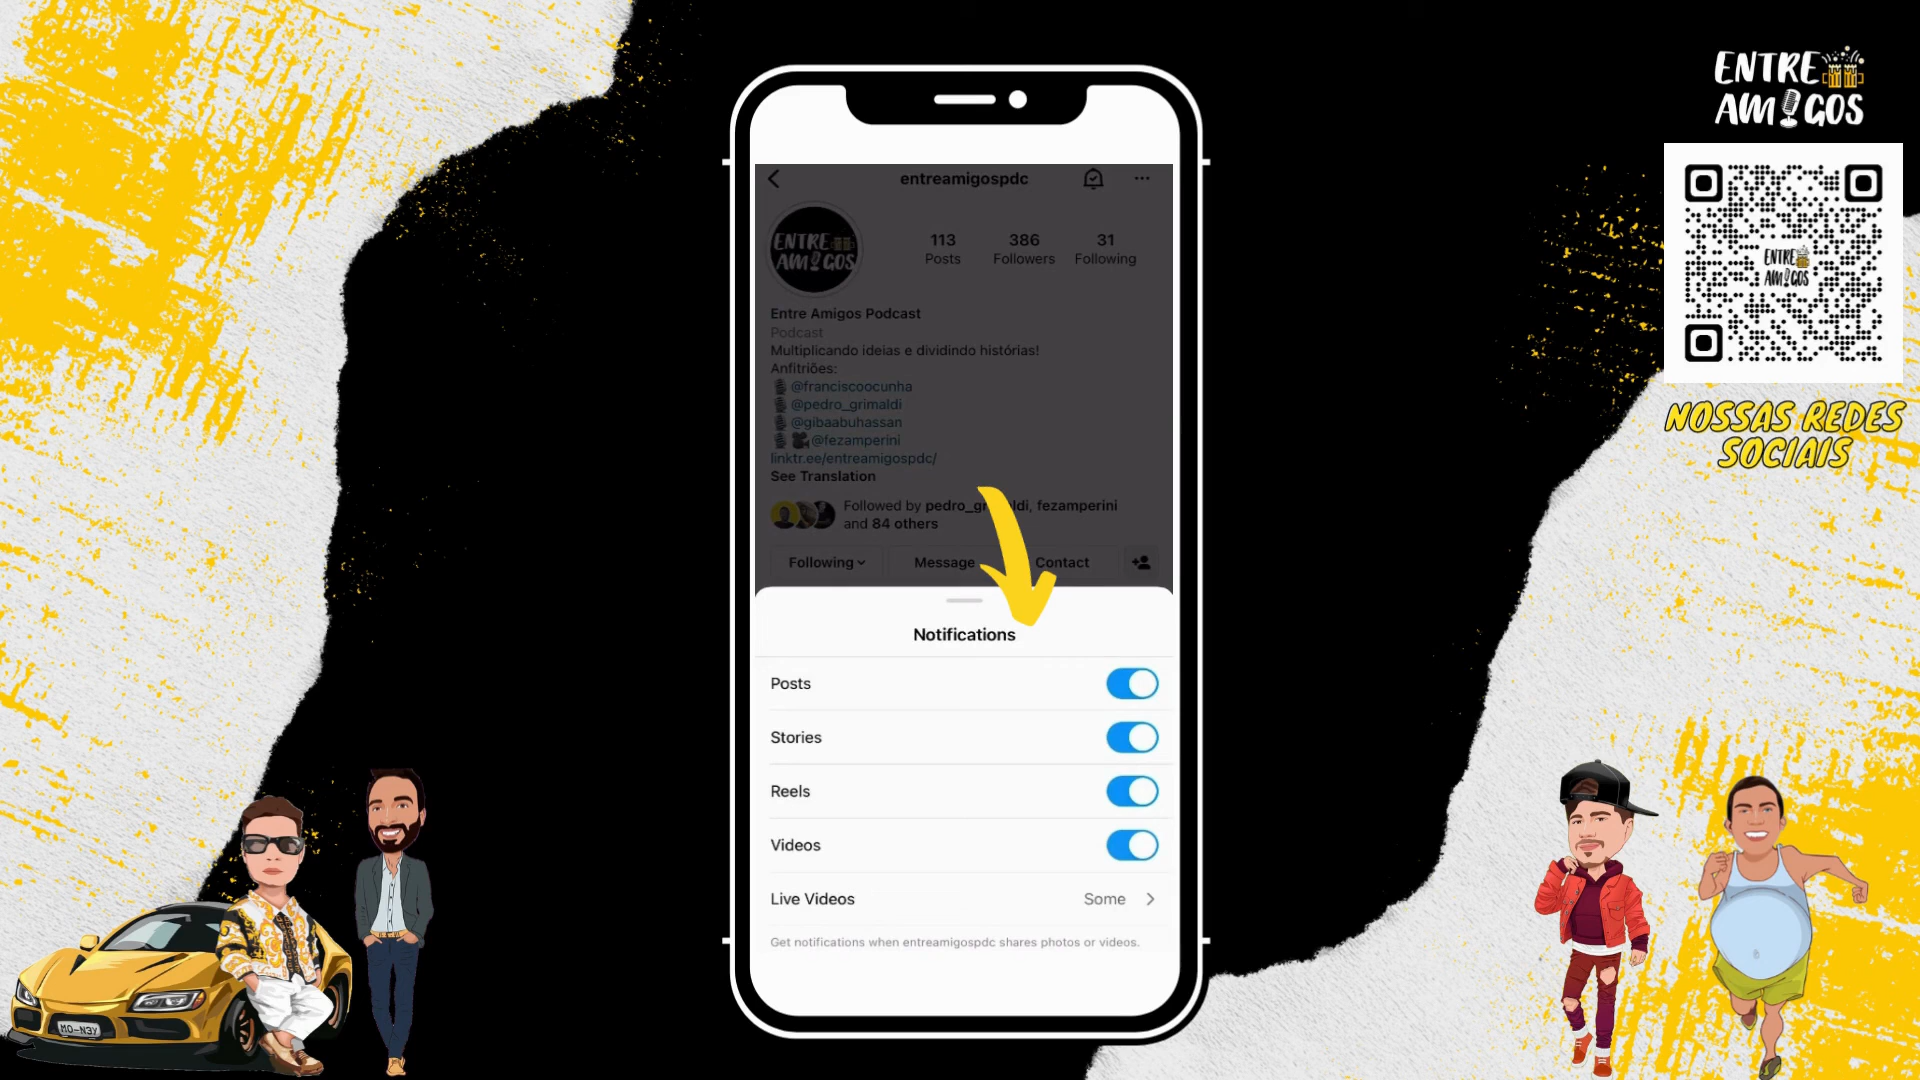 ENTRE
AMIGOS
entreamigospdc
ENTRE
AMIGOS
113
Posts
386
Followers
31
Following
Entre Amigos Podcast
Podcast
Multiplicando ideias e dividindo histórias!
Anfitriões:
@franciscoocunha
@pedro_grimaldi
@gibaabuhassan
@fezamperini
linktr.ee/entreamigospdc/
See Translation
Followed by pedro_gr ldi, fezamperini
and 84 others
Following
Message
Contact
Notifications
Posts
Stories
Reels
Videos
Live Videos
Some
Get notifications when entreamigospdc shares photos or videos.
ENTRE
AMIGOS
NOSSAS REDES
SOCIAIS
MO-N3Y